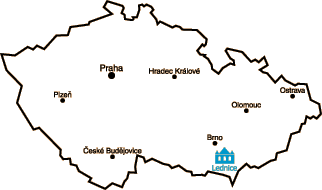 Praha
Hradec Králové
Plzeň
Ostrava
Olomouc
Brno
České Budějovice
Lednice